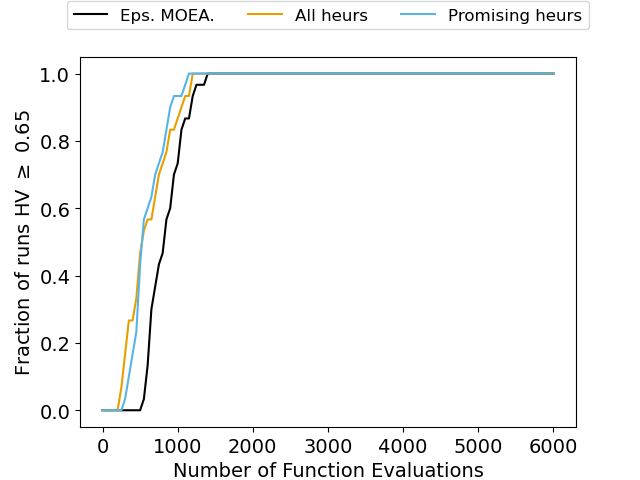 Eps. MOEA. All heurs Promising heurs
1.0
0.8
0.6
0.4
0.2
0.0
Fraction of runs HV ≥ 0.65
0 1000 2000 3000 4000 5000 6000
Number of Function Evaluations